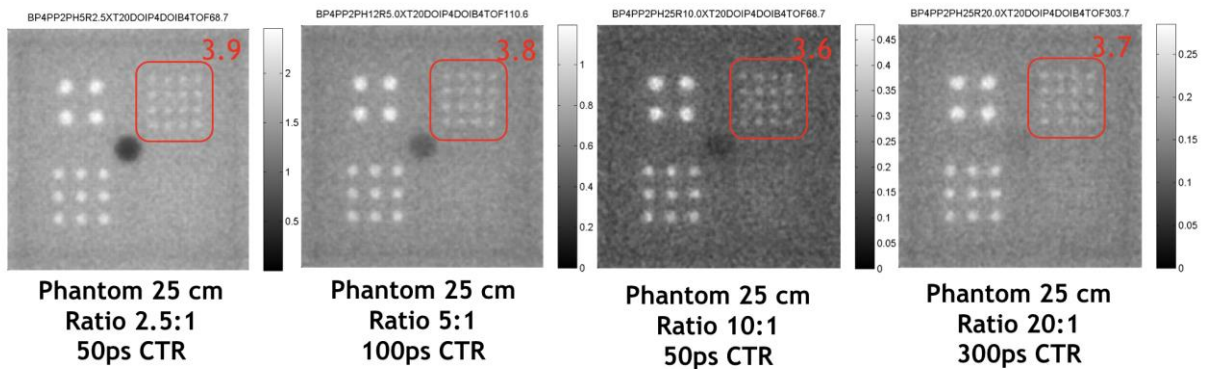 BP4PP2PH5R2.5XT20DOIP4DOIB4TOF68.7
3.9
2
1.5
1
0.5
Phantom 25 cm
Ratio 2.5:1
50ps CTR
BP4PP2PH12R5.0XT20DOIP4DOIB4TOF110.6
3.8
1
0.8
0.6
0.4
0.2
0
Phantom 25 cm
Ratio 5:1
100ps CTR
BP4PP2PH25R10.0XT20DOIP4DOIB4TOF68.7
3.6
0.45
0.4
0.35
0.3
0.25
0.2
0.15
0.1
0.05
0
Phantom 25 cm
Ratio 10:1
50ps CTR
BP4PP2PH25R20.0XT20DOIP4DOIB4TOF303.7
3.7
0.25
0.2
0.15
0.1
0.05
0
Phantom 25 cm
Ratio 20:1
300ps CTR